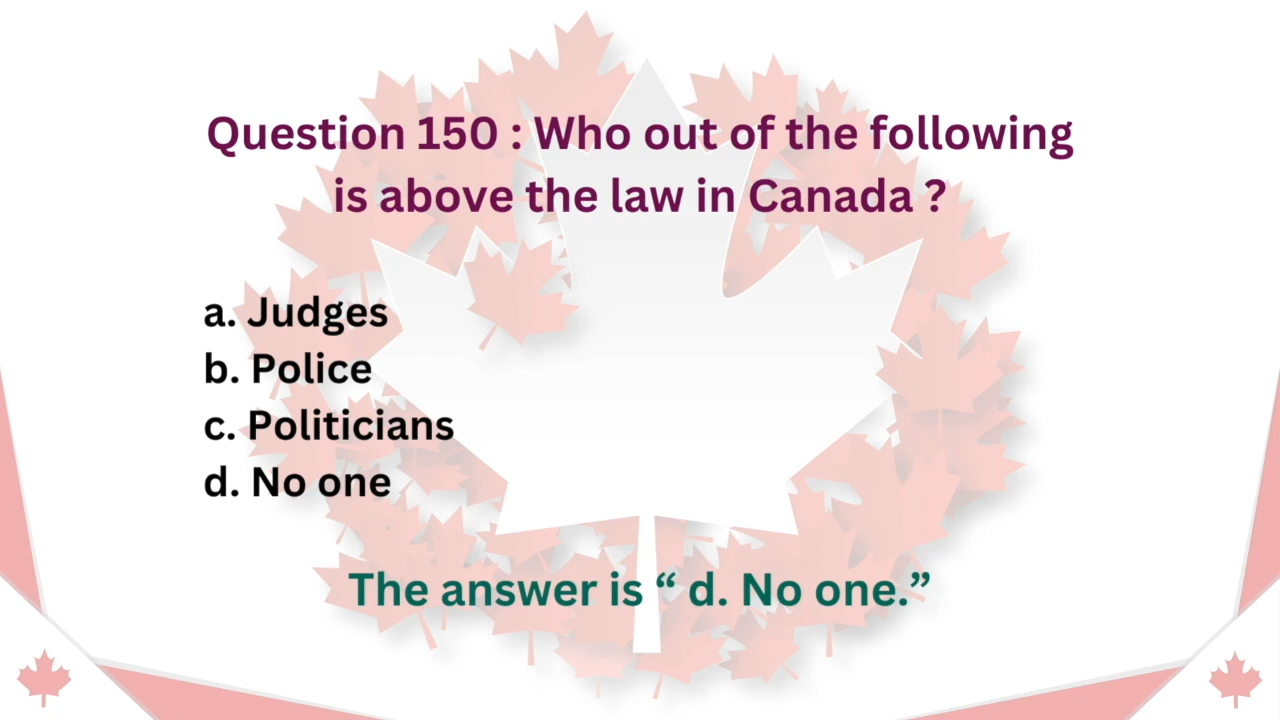 Question 150 : Who out of the following
is above the law in Canada ?
a. Judges
b. Police
c. Politicians
d. No one
The answer is “ d. No one.”